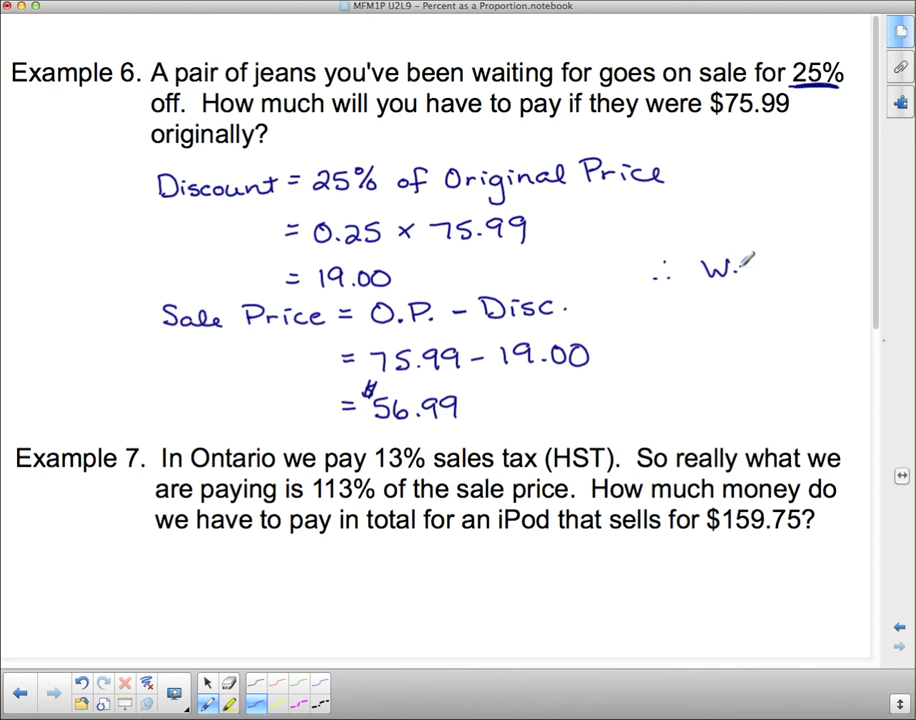 MFM1P U2L9 – Percent as a Proportion.notebook
Example 6. A pair of jeans you've been waiting for goes on sale for 25%
off. How much will you have to pay if they were $75.99
originally?
Discount = 25% of Original Price
= 0.25 × 75.99
= 19.00
∴ W.
Sale Price = O.P. - Disc.
= 75.99 - 19.00
= $56.99
Example 7. In Ontario we pay 13% sales tax (HST). So really what we
are paying is 113% of the sale price. How much money do
we have to pay in total for an iPod that sells for $159.75?